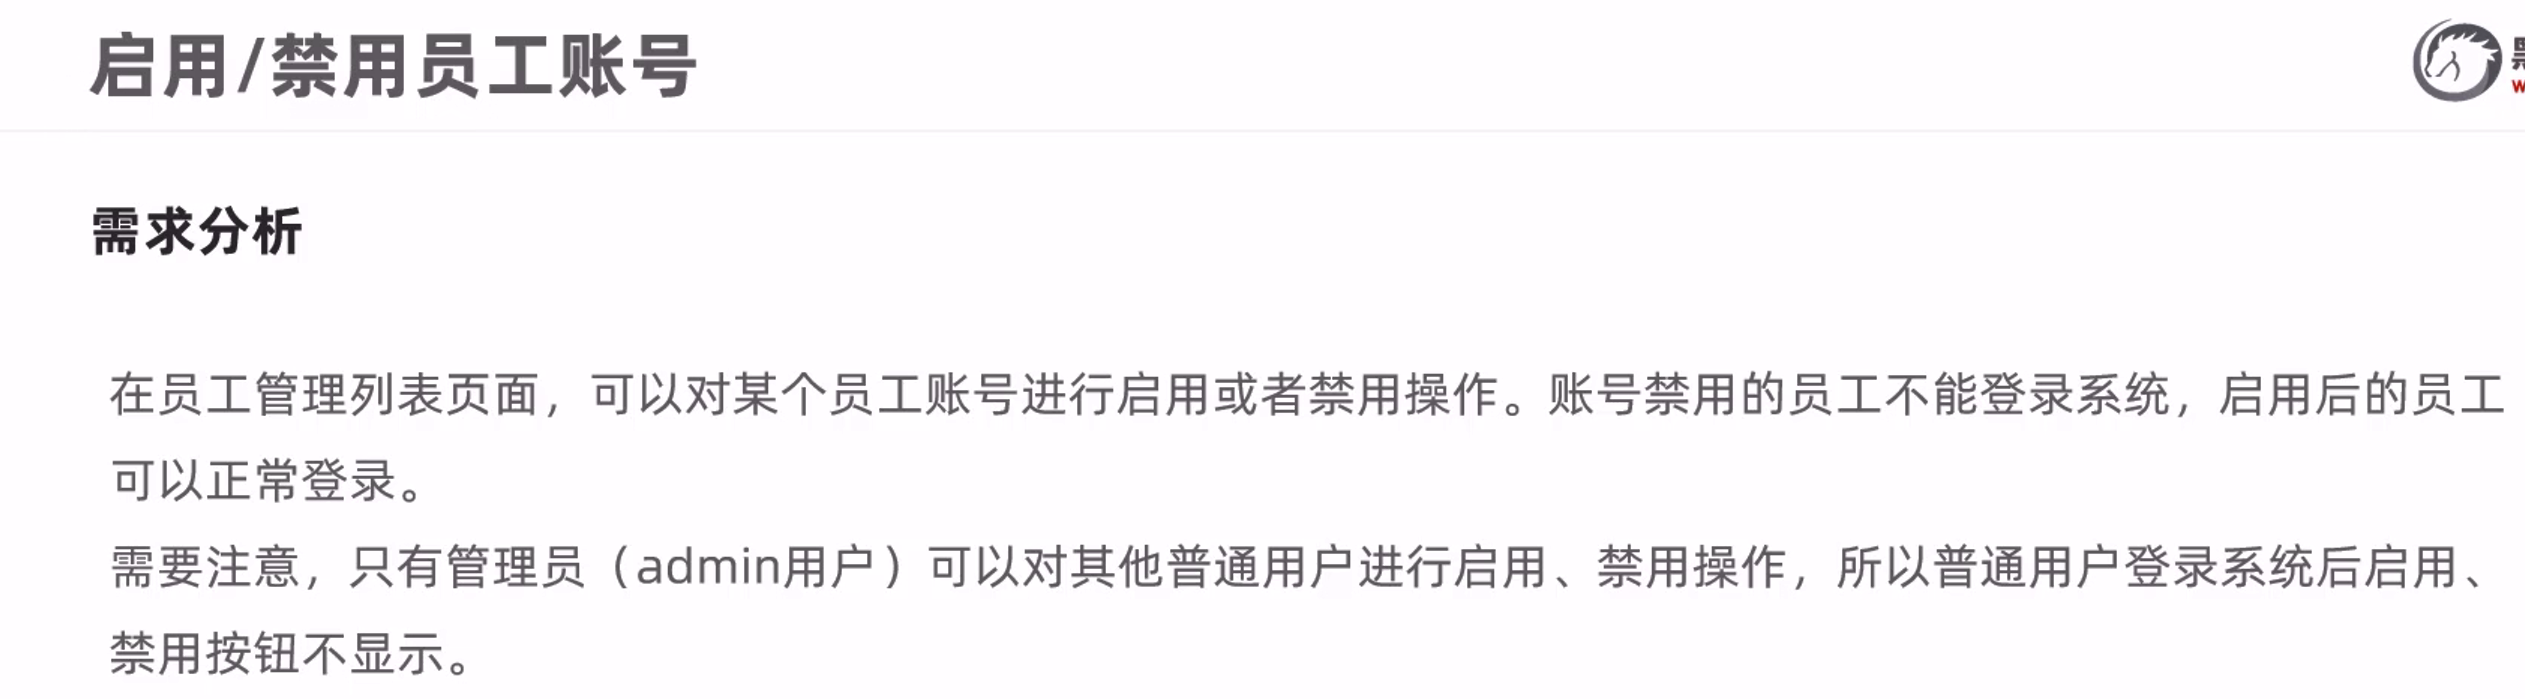 启用/禁用员工账号
需求分析
在员工管理列表页面，可以对某个员工账号进行启用或者禁用操作。账号禁用的员工不能登录系统，启用后的员工
可以正常登录。
需要注意，只有管理员（admin用户）可以对其他普通用户进行启用、禁用操作，所以普通用户登录系统后启用、
禁用按钮不显示。